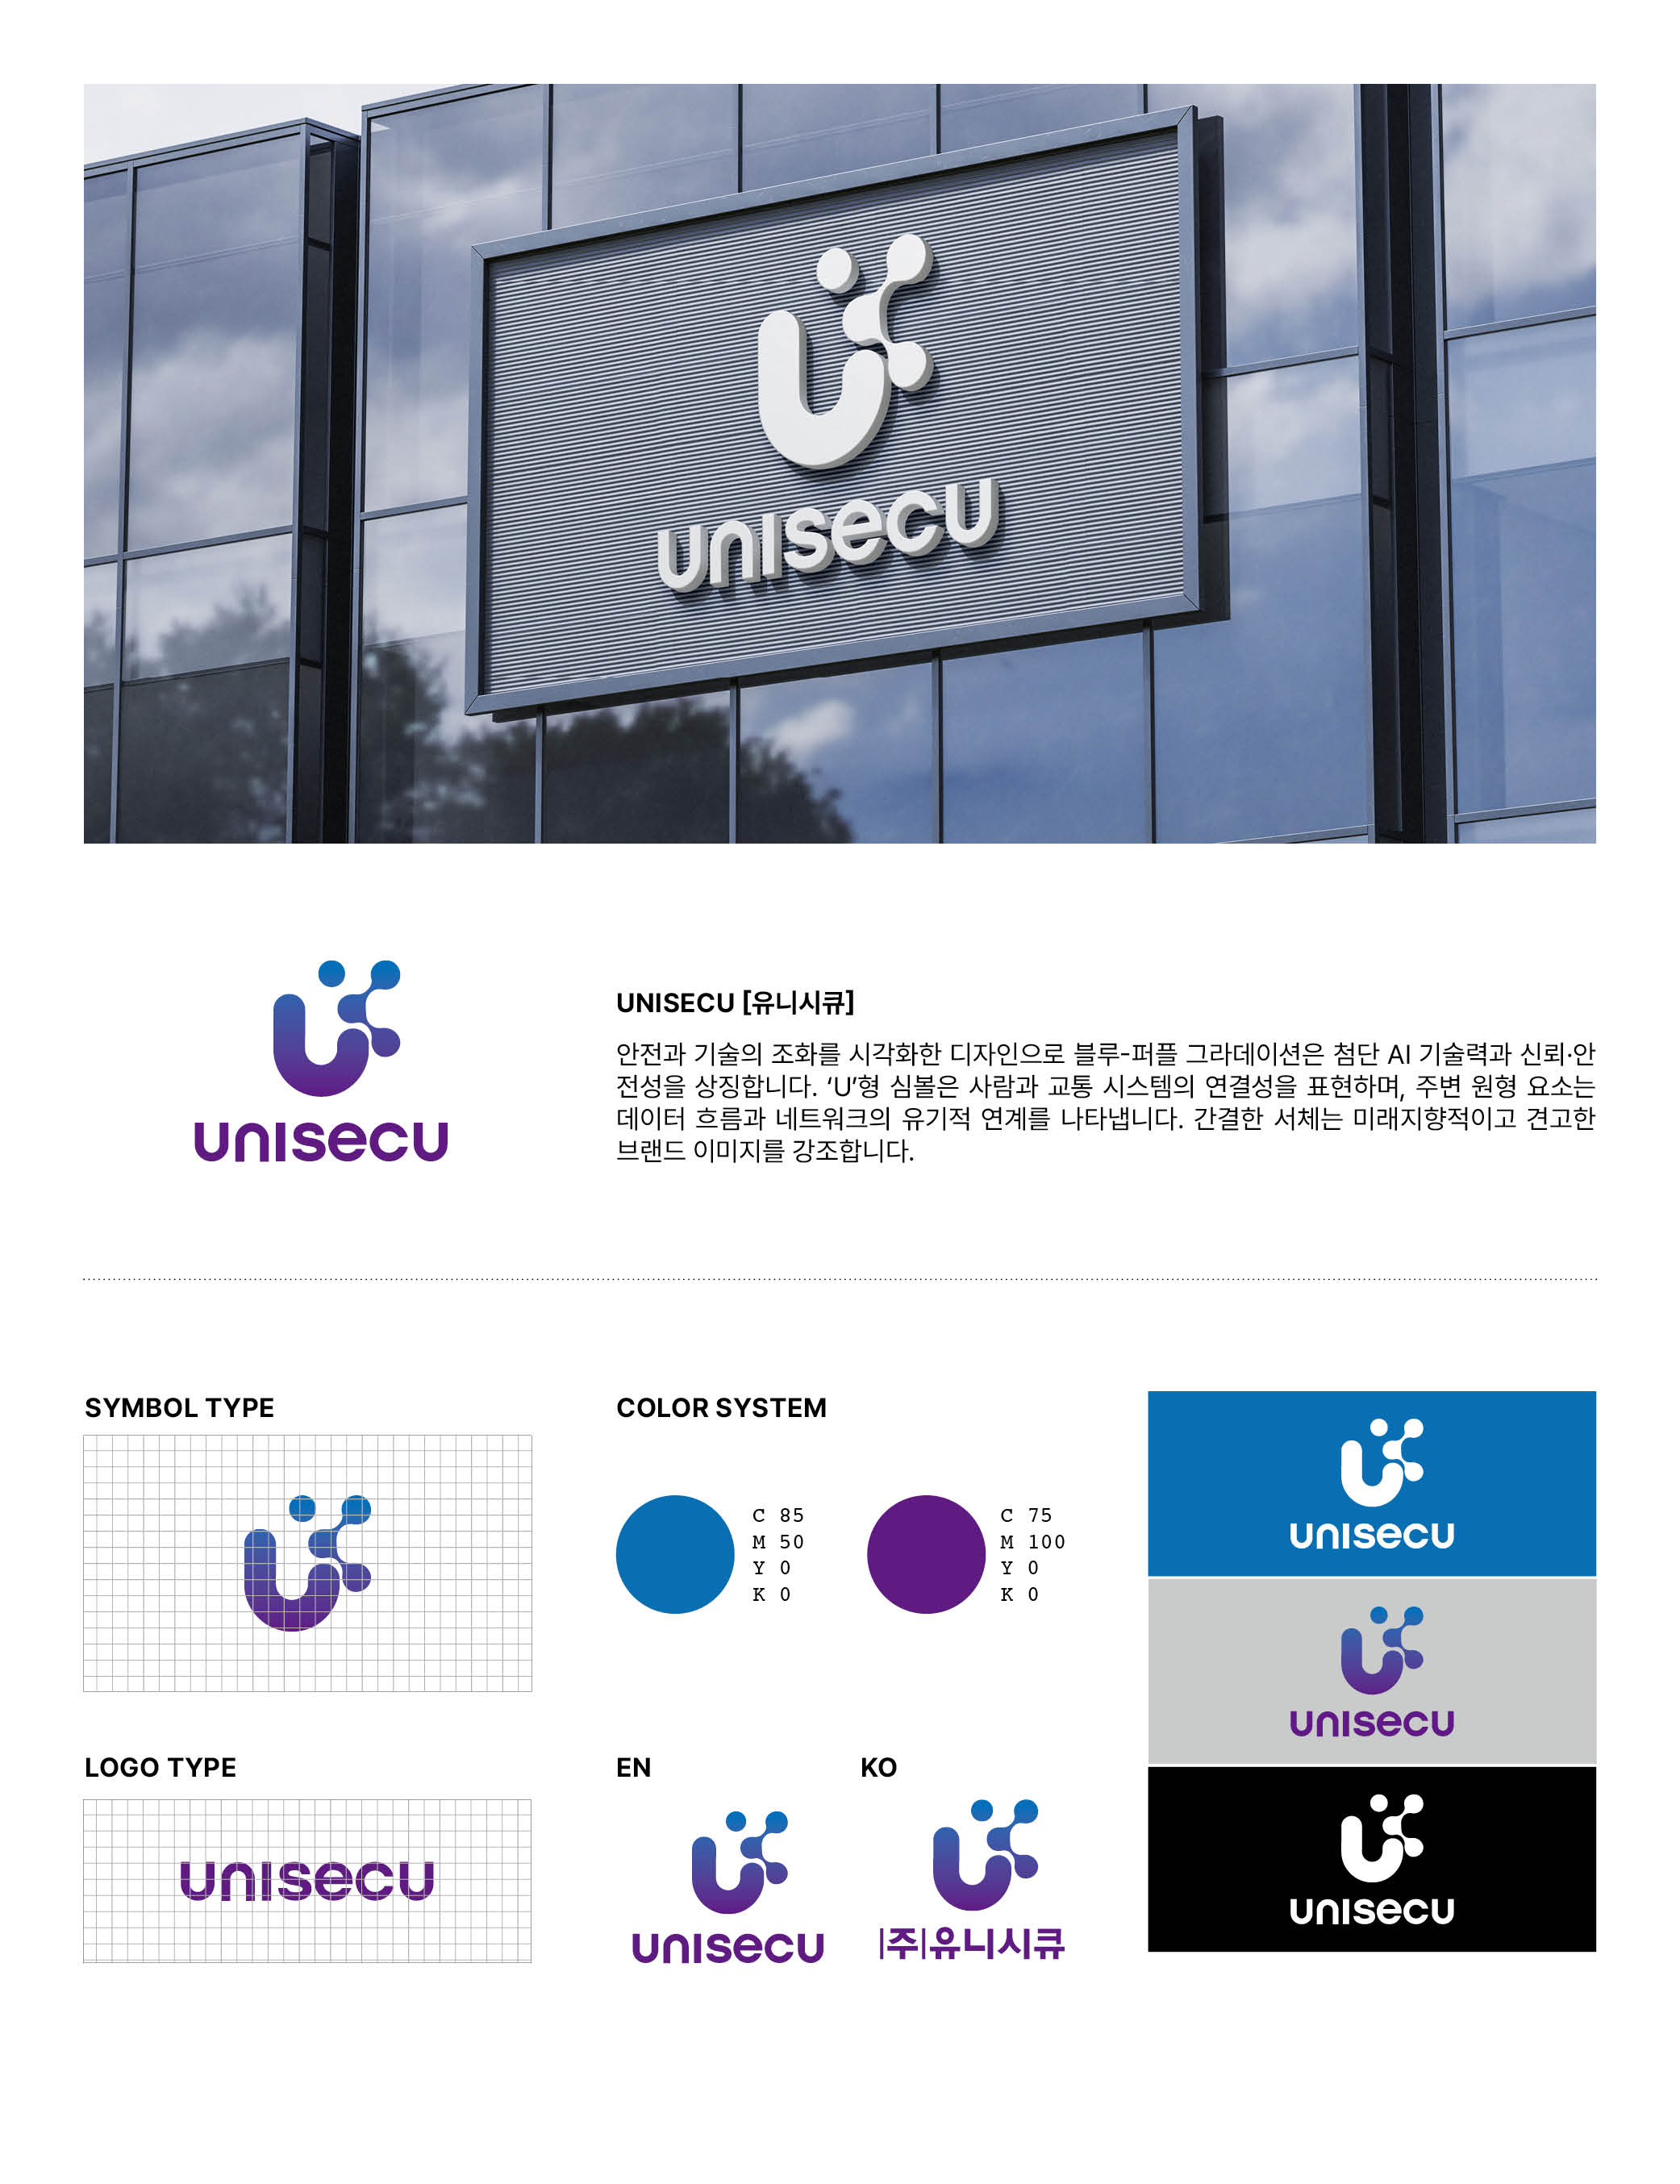 unisecu
unisecu
UNISECU [유니시큐]
안전과 기술의 조화를 시각화한 디자인으로 블루-퍼플 그라데이션은 첨단 AI 기술력과 신뢰·안
전성을 상징합니다. ‘U’형 심볼은 사람과 교통 시스템의 연결성을 표현하며, 주변 원형 요소는
데이터 흐름과 네트워크의 유기적 연계를 나타냅니다. 간결한 서체는 미래지향적이고 견고한
브랜드 이미지를 강조합니다.
SYMBOL TYPE
COLOR SYSTEM
C 85
M 50
Y 0
K 0
C 75
M 100
Y 0
K 0
unisecu
unisecu
unisecu
LOGO TYPE
unisecu
EN
unisecu
KO
|주|유니시큐